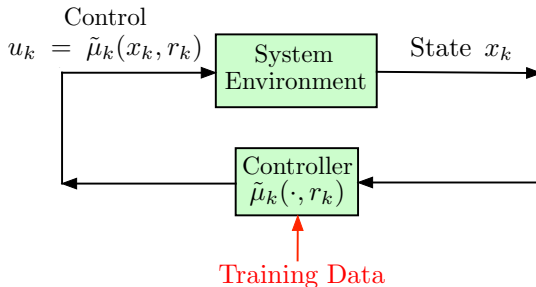 Control
u_k = μ̃_k(x_k, r_k)
System
Environment
State x_k
Controller
μ̃_k(·, r_k)
Training Data